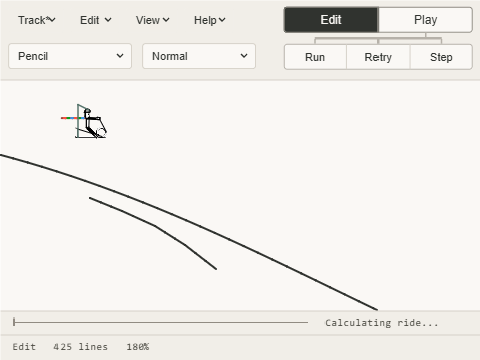 Track Edit View Help Edit Play
Pencil Normal Run Retry Step
Calculating ride...
Edit 425 lines 180%